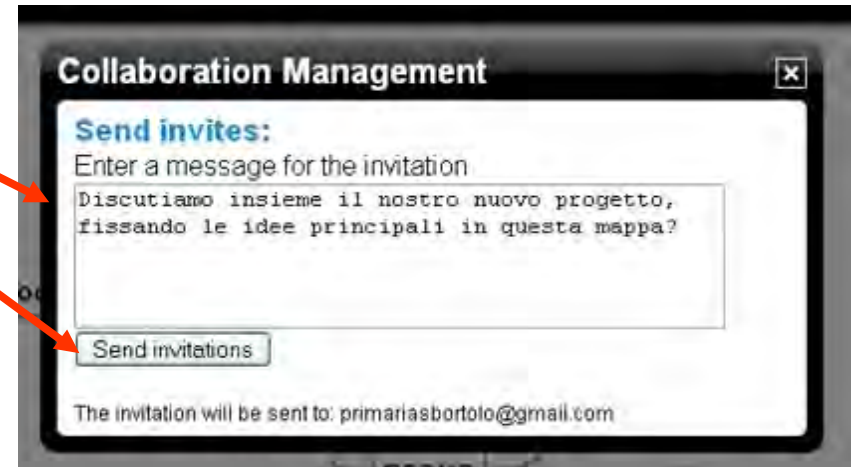 Collaboration Management
Send invites:
Enter a message for the invitation
Discutiamo insieme il nostro nuovo progetto,
fissando le idee principali in questa mappa?
Send invitations
The invitation will be sent to: primariasbortolo@gmail.com